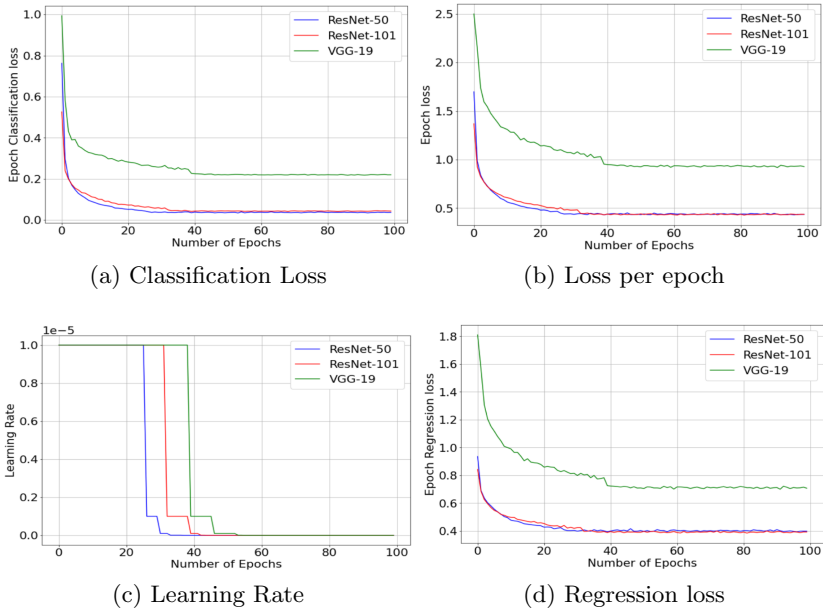 1.0
0.8
0.6
0.4
0.2
0.0
Epoch Classification loss
ResNet-50
ResNet-101
VGG-19
0 20 40 60 80 100
Number of Epochs
(a) Classification Loss
2.5
2.0
1.5
1.0
0.5
Epoch loss
ResNet-50
ResNet-101
VGG-19
0 20 40 60 80 100
Number of Epochs
(b) Loss per epoch
1e−5
1.0
0.8
0.6
0.4
0.2
0.0
Learning Rate
ResNet-50
ResNet-101
VGG-19
0 20 40 60 80 100
Number of Epochs
(c) Learning Rate
1.8
1.6
1.4
1.2
1.0
0.8
0.6
0.4
Epoch Regression loss
ResNet-50
ResNet-101
VGG-19
0 20 40 60 80 100
Number of Epochs
(d) Regression loss